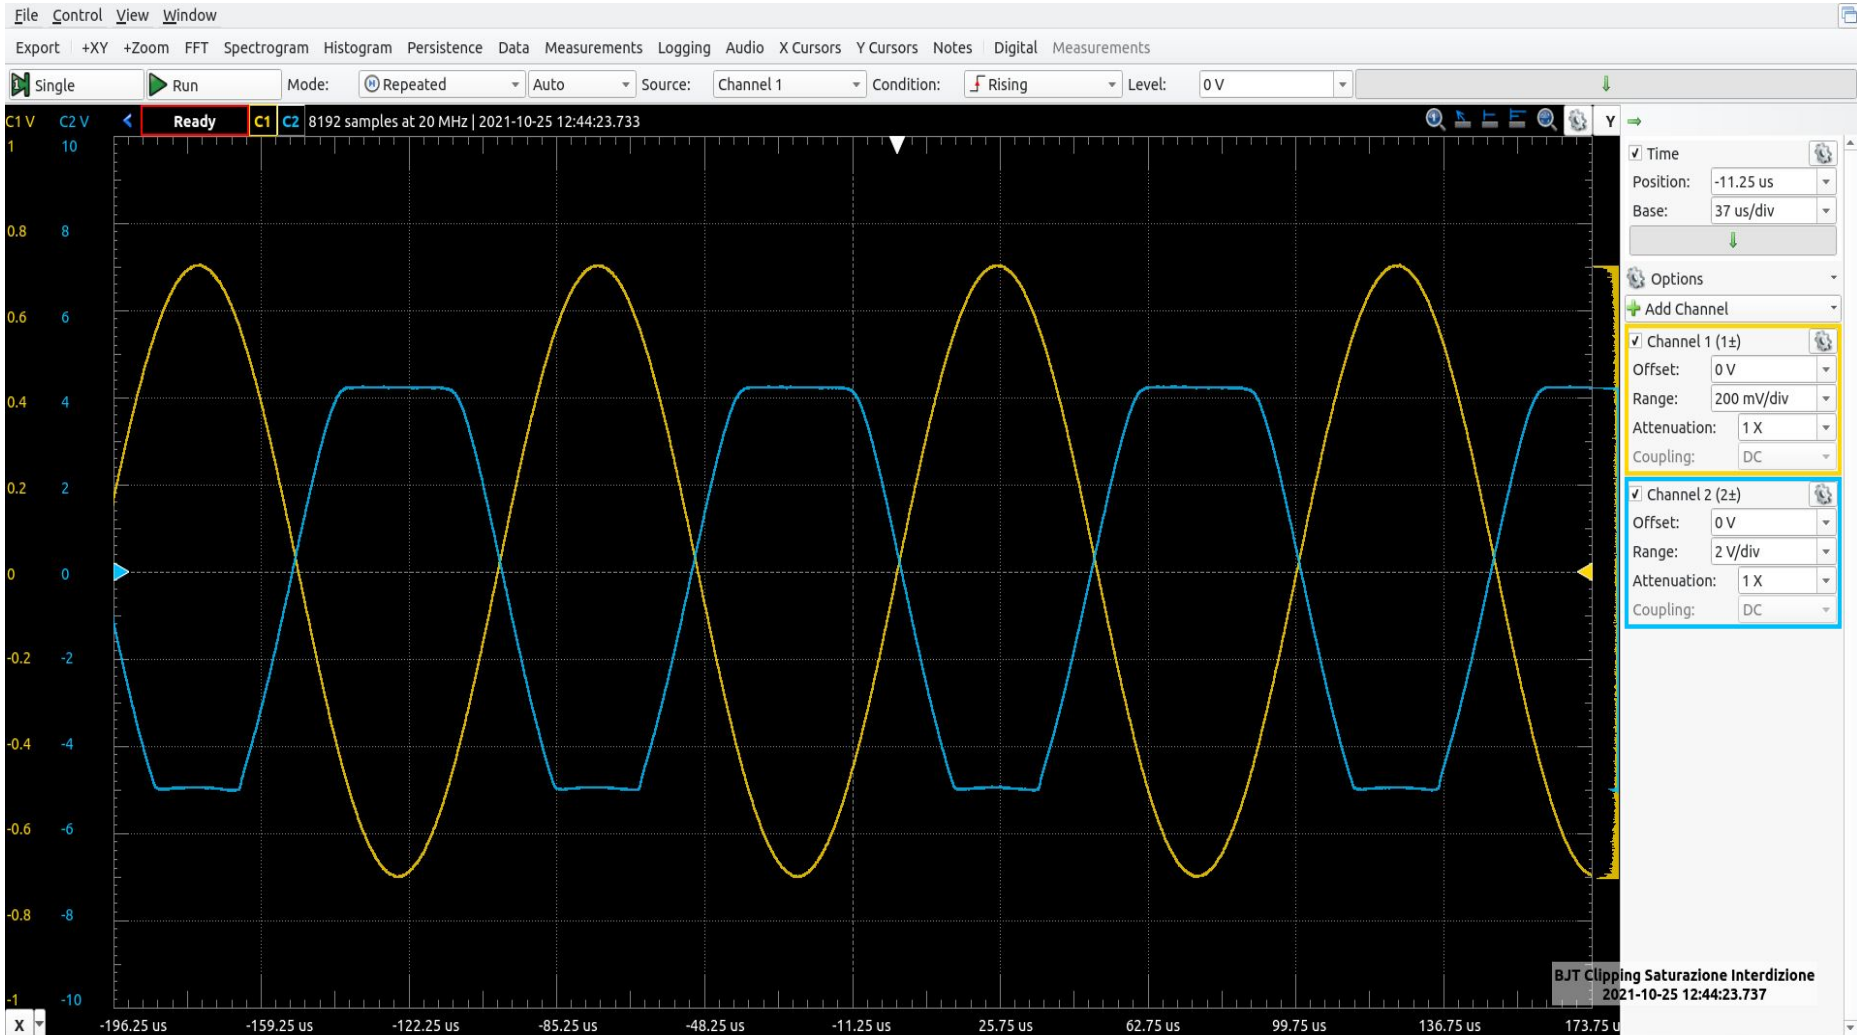 File Control View Window
Export +XY +Zoom FFT Spectrogram Histogram Persistence Data Measurements Logging Audio X Cursors Y Cursors Notes Digital Measurements
Single Run Mode: Repeated Auto Source: Channel 1 Condition: Rising Level: 0 V
C1 V C2 V Ready C1 C2 8192 samples at 20 MHz | 2021-10-25 12:44:23.733 Y
1 10
0.8 8
0.6 6
0.4 4
0.2 2
0 0
-0.2 -2
-0.4 -4
-0.6 -6
-0.8 -8
-1 -10
X -196.25 us -159.25 us -122.25 us -85.25 us -48.25 us -11.25 us 25.75 us 62.75 us 99.75 us 136.75 us 173.75 u
Time
Position: -11.25 us
Base: 37 us/div
Options
Add Channel
Channel 1 (1±)
Offset: 0 V
Range: 200 mV/div
Attenuation: 1 X
Coupling: DC
Channel 2 (2±)
Offset: 0 V
Range: 2 V/div
Attenuation: 1 X
Coupling: DC
BJT Clipping Saturazione Interdizione
2021-10-25 12:44:23.737